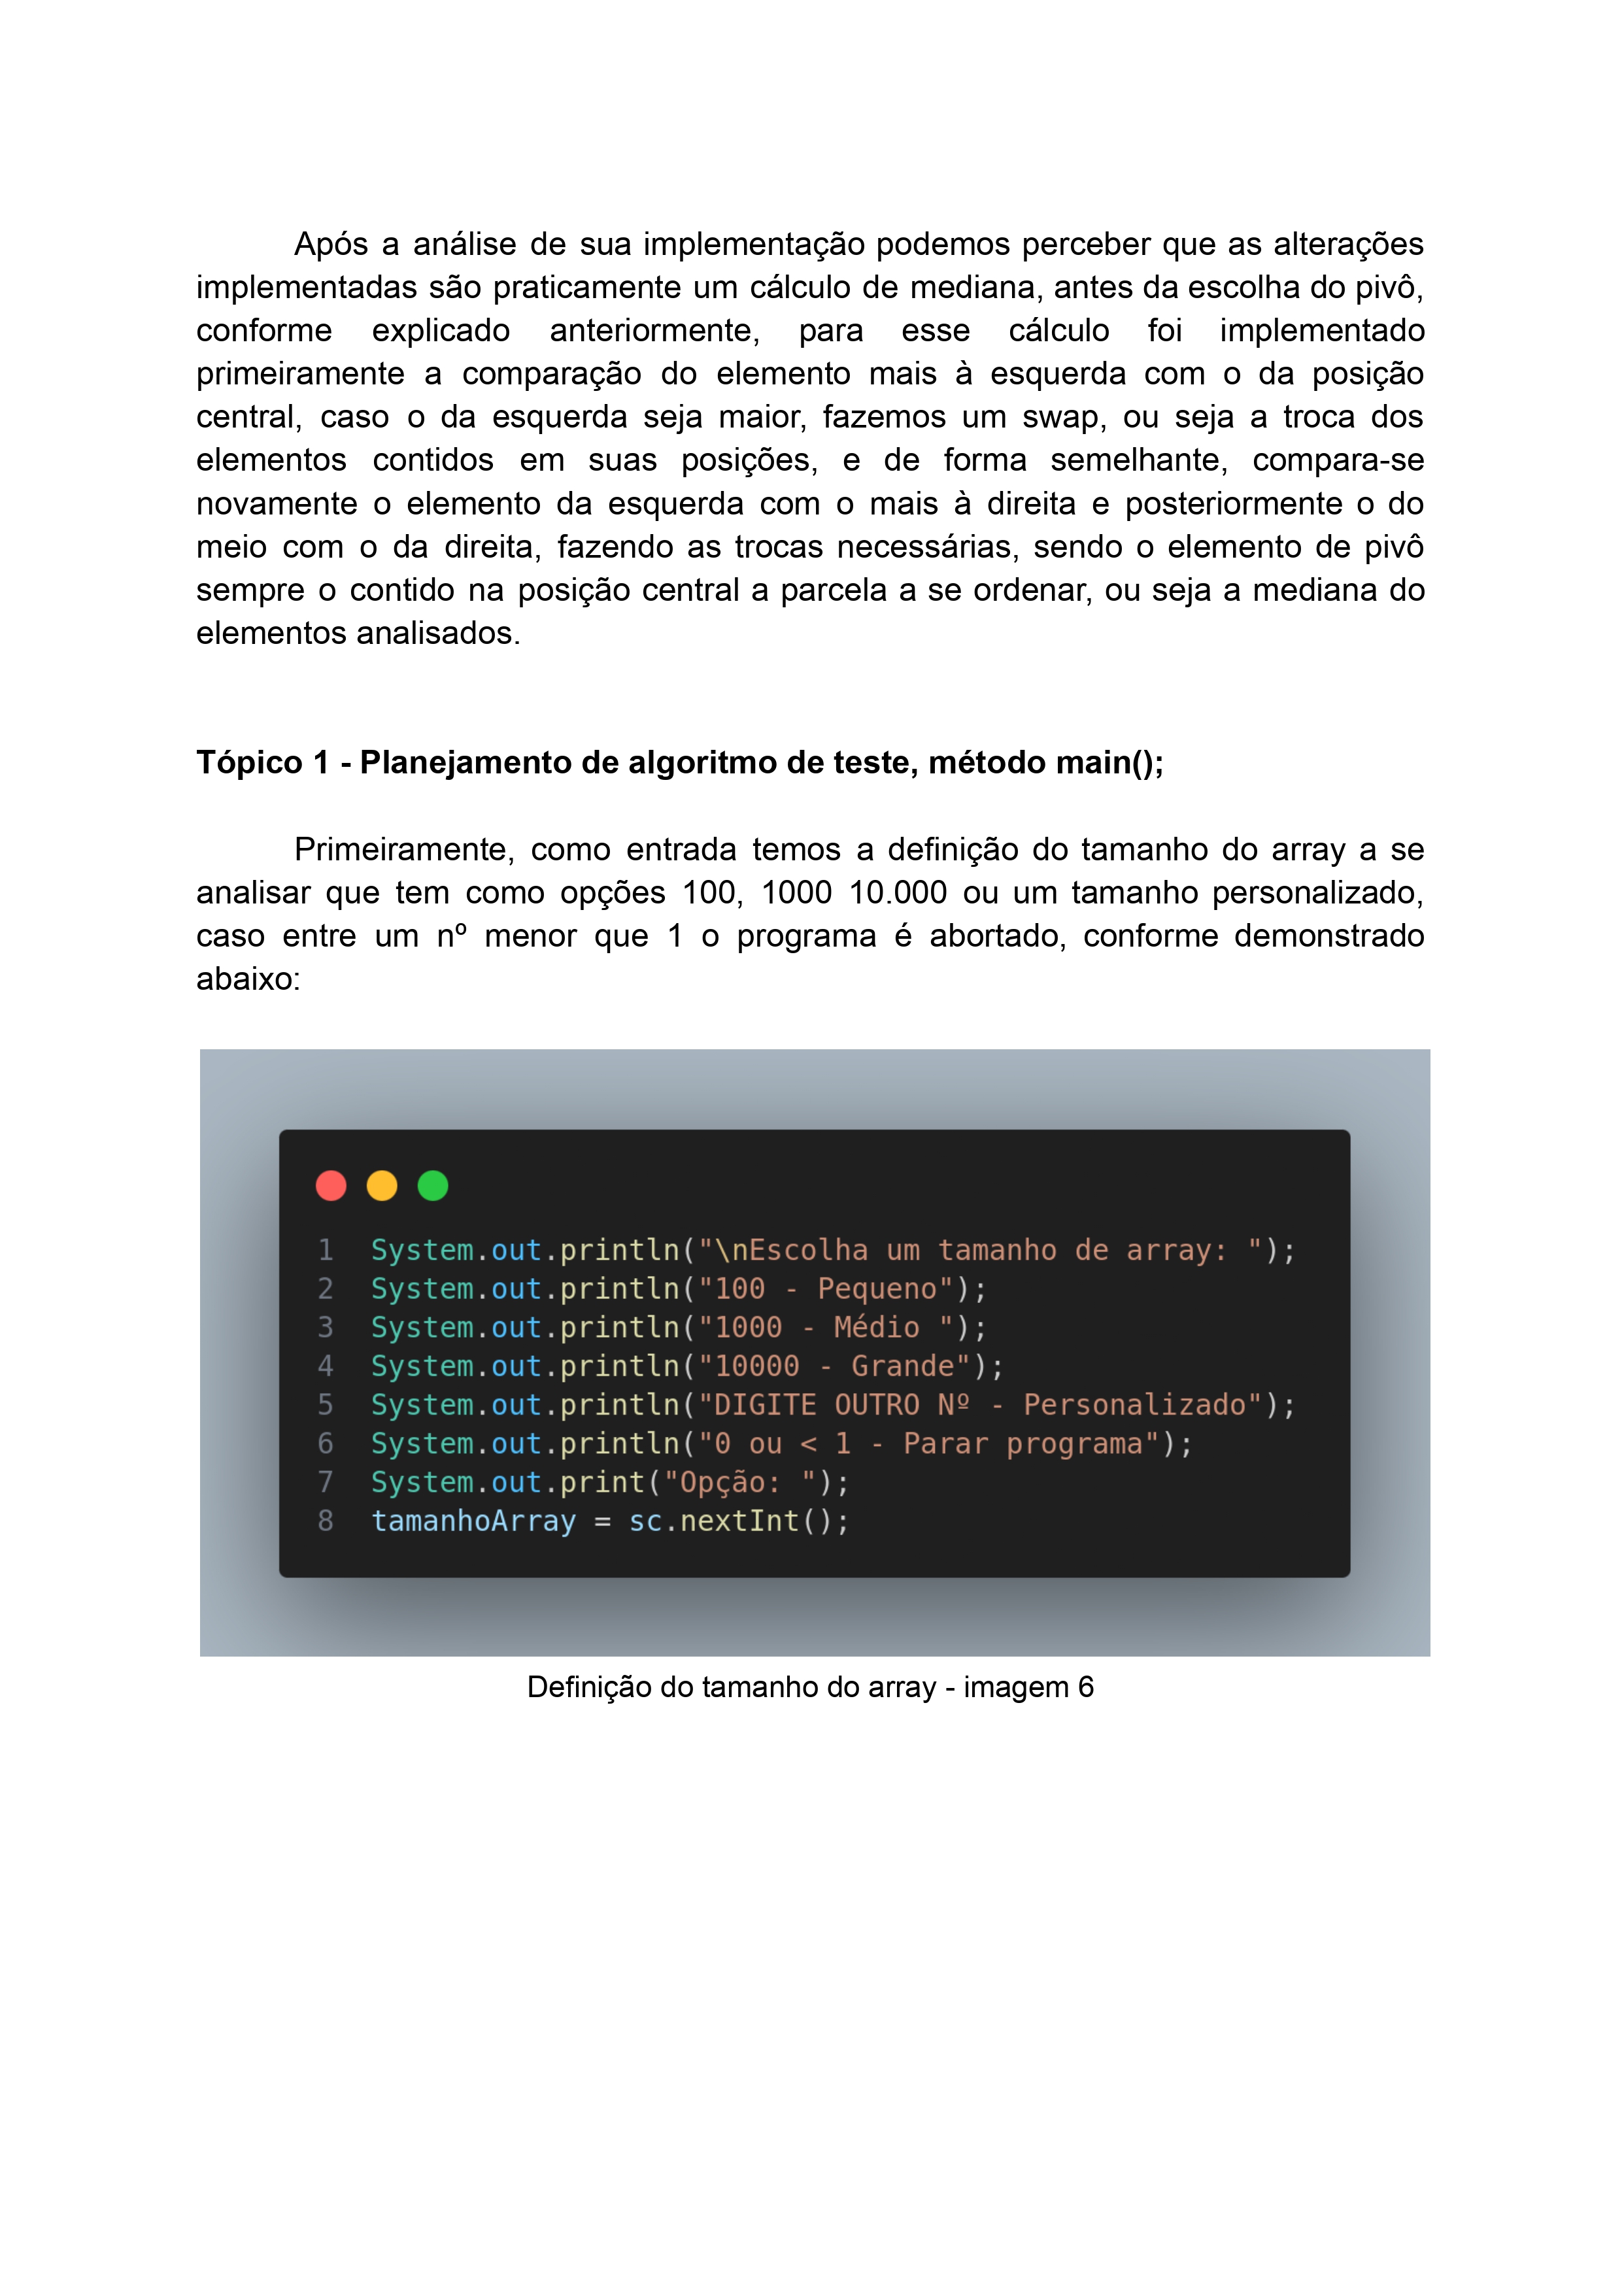 Após a análise de sua implementação podemos perceber que as alterações
implementadas são praticamente um cálculo de mediana, antes da escolha do pivô,
conforme explicado anteriormente, para esse cálculo foi implementado
primeiramente a comparação do elemento mais à esquerda com o da posição
central, caso o da esquerda seja maior, fazemos um swap, ou seja a troca dos
elementos contidos em suas posições, e de forma semelhante, compara-se
novamente o elemento da esquerda com o mais à direita e posteriormente o do
meio com o da direita, fazendo as trocas necessárias, sendo o elemento de pivô
sempre o contido na posição central a parcela a se ordenar, ou seja a mediana do
elementos analisados.
Tópico 1 - Planejamento de algoritmo de teste, método main();
Primeiramente, como entrada temos a definição do tamanho do array a se
analisar que tem como opções 100, 1000 10.000 ou um tamanho personalizado,
caso entre um nº menor que 1 o programa é abortado, conforme demonstrado
abaixo:
1 System.out.println("\nEscolha um tamanho de array: ");
2 System.out.println("100 - Pequeno");
3 System.out.println("1000 - Médio ");
4 System.out.println("10000 - Grande");
5 System.out.println("DIGITE OUTRO Nº - Personalizado");
6 System.out.println("0 ou < 1 - Parar programa");
7 System.out.print("Opção: ");
8 tamanhoArray = sc.nextInt();
Definição do tamanho do array - imagem 6